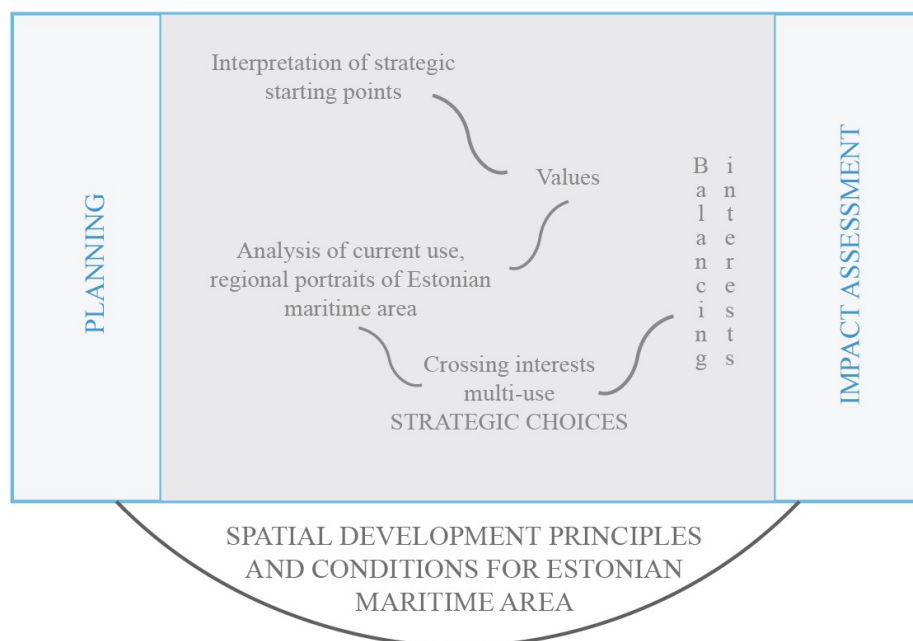 PLANNING
Interpretation of strategic
starting points
Values
Analysis of current use,
regional portraits of Estonian
maritime area
Crossing interests
multi-use
STRATEGIC CHOICES
Balancing
interests
IMPACT ASSESSMENT
SPATIAL DEVELOPMENT PRINCIPLES
AND CONDITIONS FOR ESTONIAN
MARITIME AREA